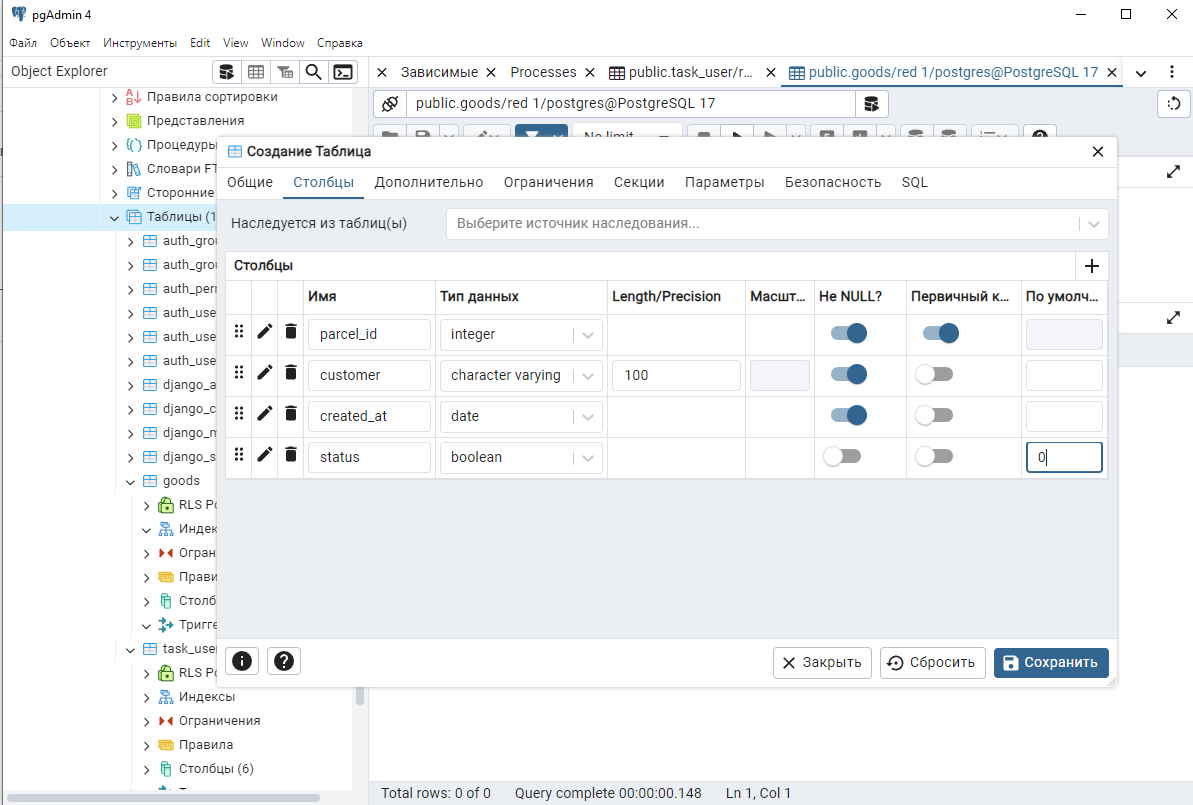 pgAdmin 4
Файл Объект Инструменты Edit View Window Справка
Object Explorer
Зависимые Processes public.task_user/r... public.goods/red 1/postgres@PostgreSQL 17
public.goods/red 1/postgres@PostgreSQL 17
No limit
Правила сортировки
Представления
Процедуры
Словари FT
Сторонние
Таблицы (1
auth_gro
auth_gro
auth_per
auth_use
auth_use
auth_use
django_a
django_c
django_m
django_s
goods
RLS Po
Индек
Огран
Прави
Столб
Тригге
task_use
RLS Po
Индексы
Ограничения
Правила
Столбцы (6)
Создание Таблица
Общие Столбцы Дополнительно Ограничения Секции Параметры Безопасность SQL
Наследуется из таблиц(ы) Выберите источник наследования...
Столбцы
Имя Тип данных Length/Precision Масшт... Не NULL? Первичный к... По умолч...
parcel_id integer
customer character varying 100
created_at date
status boolean 0
Закрыть Сбросить Сохранить
Total rows: 0 of 0 Query complete 00:00:00.148 Ln 1, Col 1